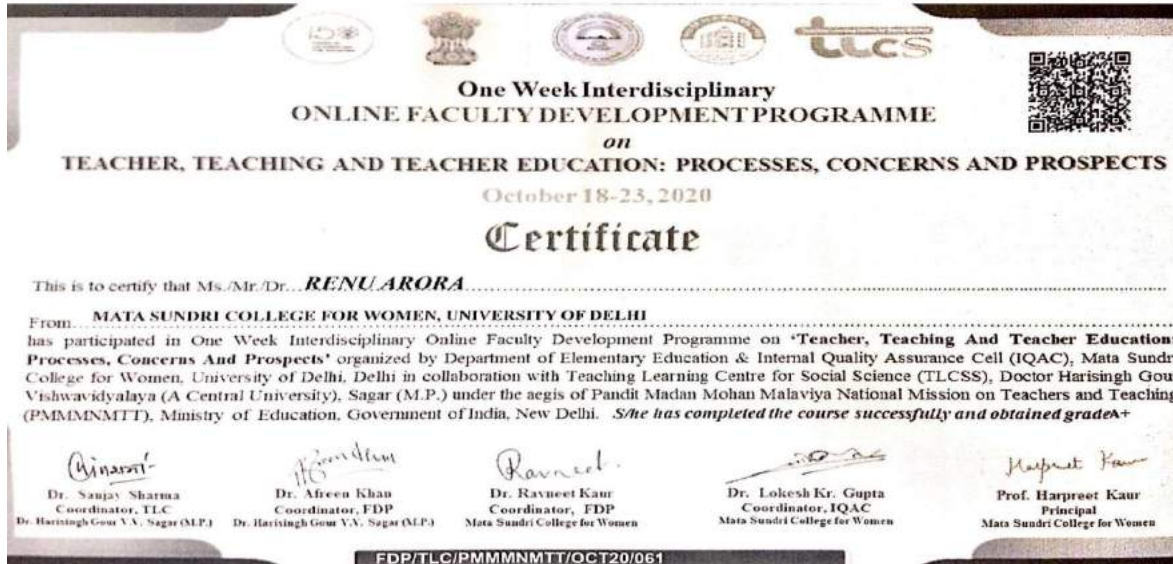 TLCS
One Week Interdisciplinary
ONLINE FACULTY DEVELOPMENT PROGRAMME
on
TEACHER, TEACHING AND TEACHER EDUCATION: PROCESSES, CONCERNS AND PROSPECTS
October 18-23, 2020
Certificate
This is to certify that Ms./Mr./Dr....RENU ARORA
From....MATA SUNDRI COLLEGE FOR WOMEN, UNIVERSITY OF DELHI
has participated in One Week Interdisciplinary Online Faculty Development Programme on 'Teacher, Teaching And Teacher Education:
Processes, Concerns And Prospects' organized by Department of Elementary Education & Internal Quality Assurance Cell (IQAC), Mata Sundri
College for Women, University of Delhi, Delhi in collaboration with Teaching Learning Centre for Social Science (TLCSS), Doctor Harisingh Gour
Vishwavidyalaya (A Central University), Sagar (M.P.) under the aegis of Pandit Madan Mohan Malaviya National Mission on Teachers and Teaching
(PMMMNMTT), Ministry of Education, Government of India, New Delhi. S/he has completed the course successfully and obtained gradeA+
Ravneet. Harpreet Kaur
Dr. Sanjay Sharma Dr. Afreen Khan Dr. Ravneet Kaur Dr. Lokesh Kr. Gupta Prof. Harpreet Kaur
Coordinator, TLC Coordinator, FDP Coordinator, FDP Coordinator, IQAC Principal
Dr. Harisingh Gour V.V. Sagar (M.P.) Dr. Harisingh Gour V.V. Sagar (M.P.) Mata Sundri College for Women Mata Sundri College for Women Mata Sundri College for Women
FDP/TLC/PMMMNMTT/OCT20/061